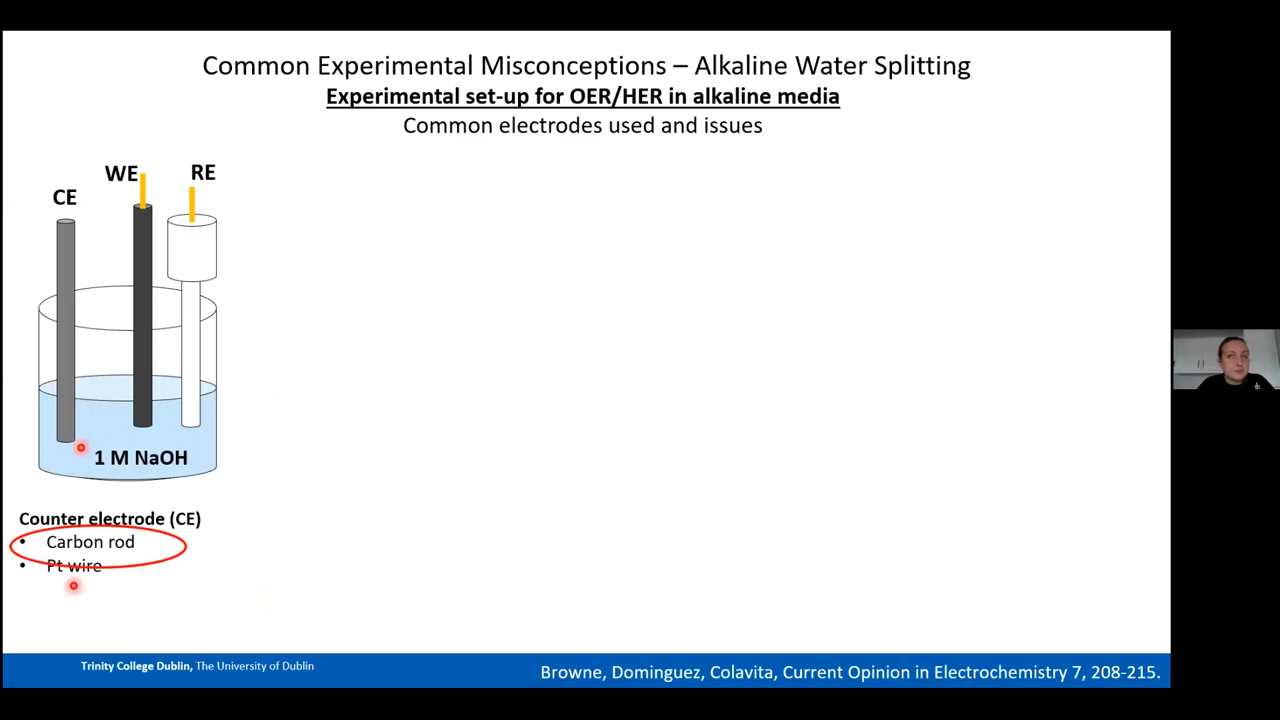 Common Experimental Misconceptions – Alkaline Water Splitting
Experimental set-up for OER/HER in alkaline media
Common electrodes used and issues
WE
RE
CE
1 M NaOH
Counter electrode (CE)
• Carbon rod
• Pt wire
Trinity College Dublin, The University of Dublin
Browne, Dominguez, Colavita, Current Opinion in Electrochemistry 7, 208-215.